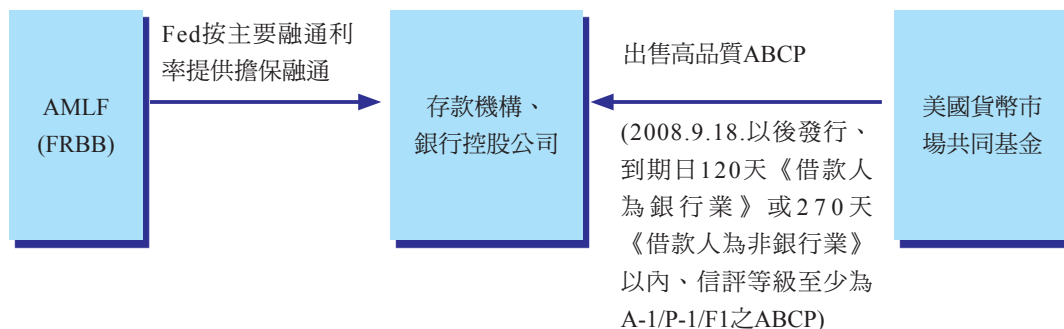 AMLF
(FRBB)
Fed按主要融通利
率提供擔保融通
存款機構、
銀行控股公司
出售高品質ABCP
(2008.9.18.以後發行、
到期日120天《借款人
為銀行業》或270天
《借款人為非銀行業》
以內、信評等級至少為
A-1/P-1/F1之ABCP)
美國貨幣市
場共同基金